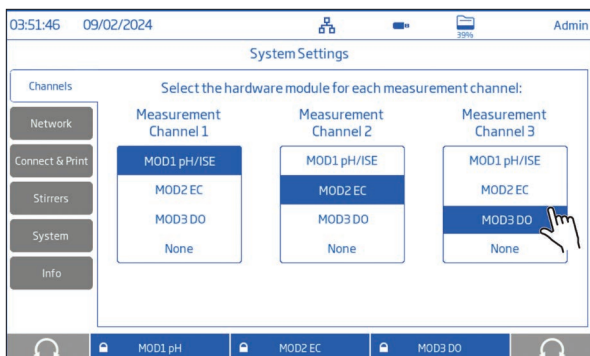 03:51:46 09/02/2024 39% Admin
System Settings
Channels
Network
Connect & Print
Stirrers
System
Info
Select the hardware module for each measurement channel:
Measurement
Channel 1
MOD1 pH/ISE
MOD2 EC
MOD3 DO
None
Measurement
Channel 2
MOD1 pH/ISE
MOD2 EC
MOD3 DO
None
Measurement
Channel 3
MOD1 pH/ISE
MOD2 EC
MOD3 DO
None
MOD1 pH MOD2 EC MOD3 DO